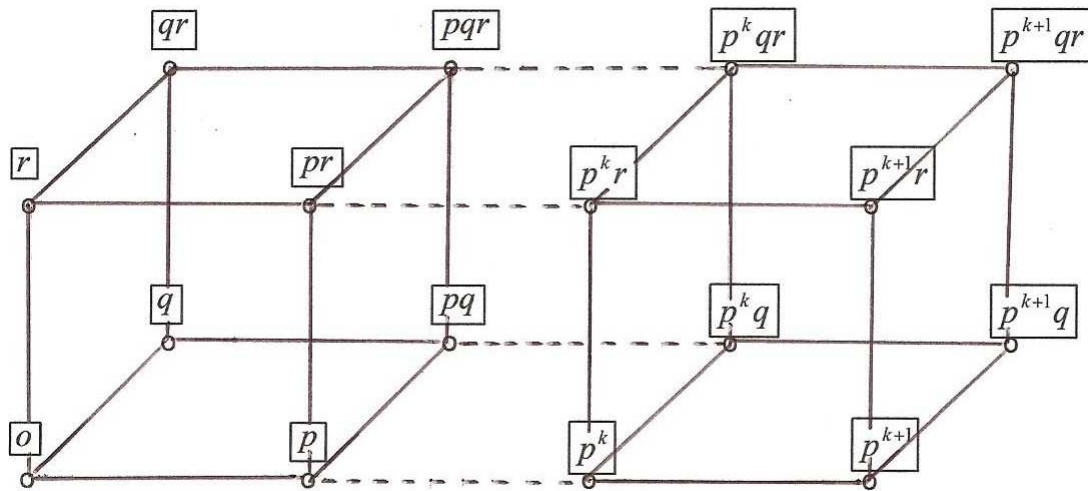 qr pqr p^k qr p^{k+1} qr
r pr p^k r p^{k+1} r
q pq p^k q p^{k+1} q
o p p^k p^{k+1}